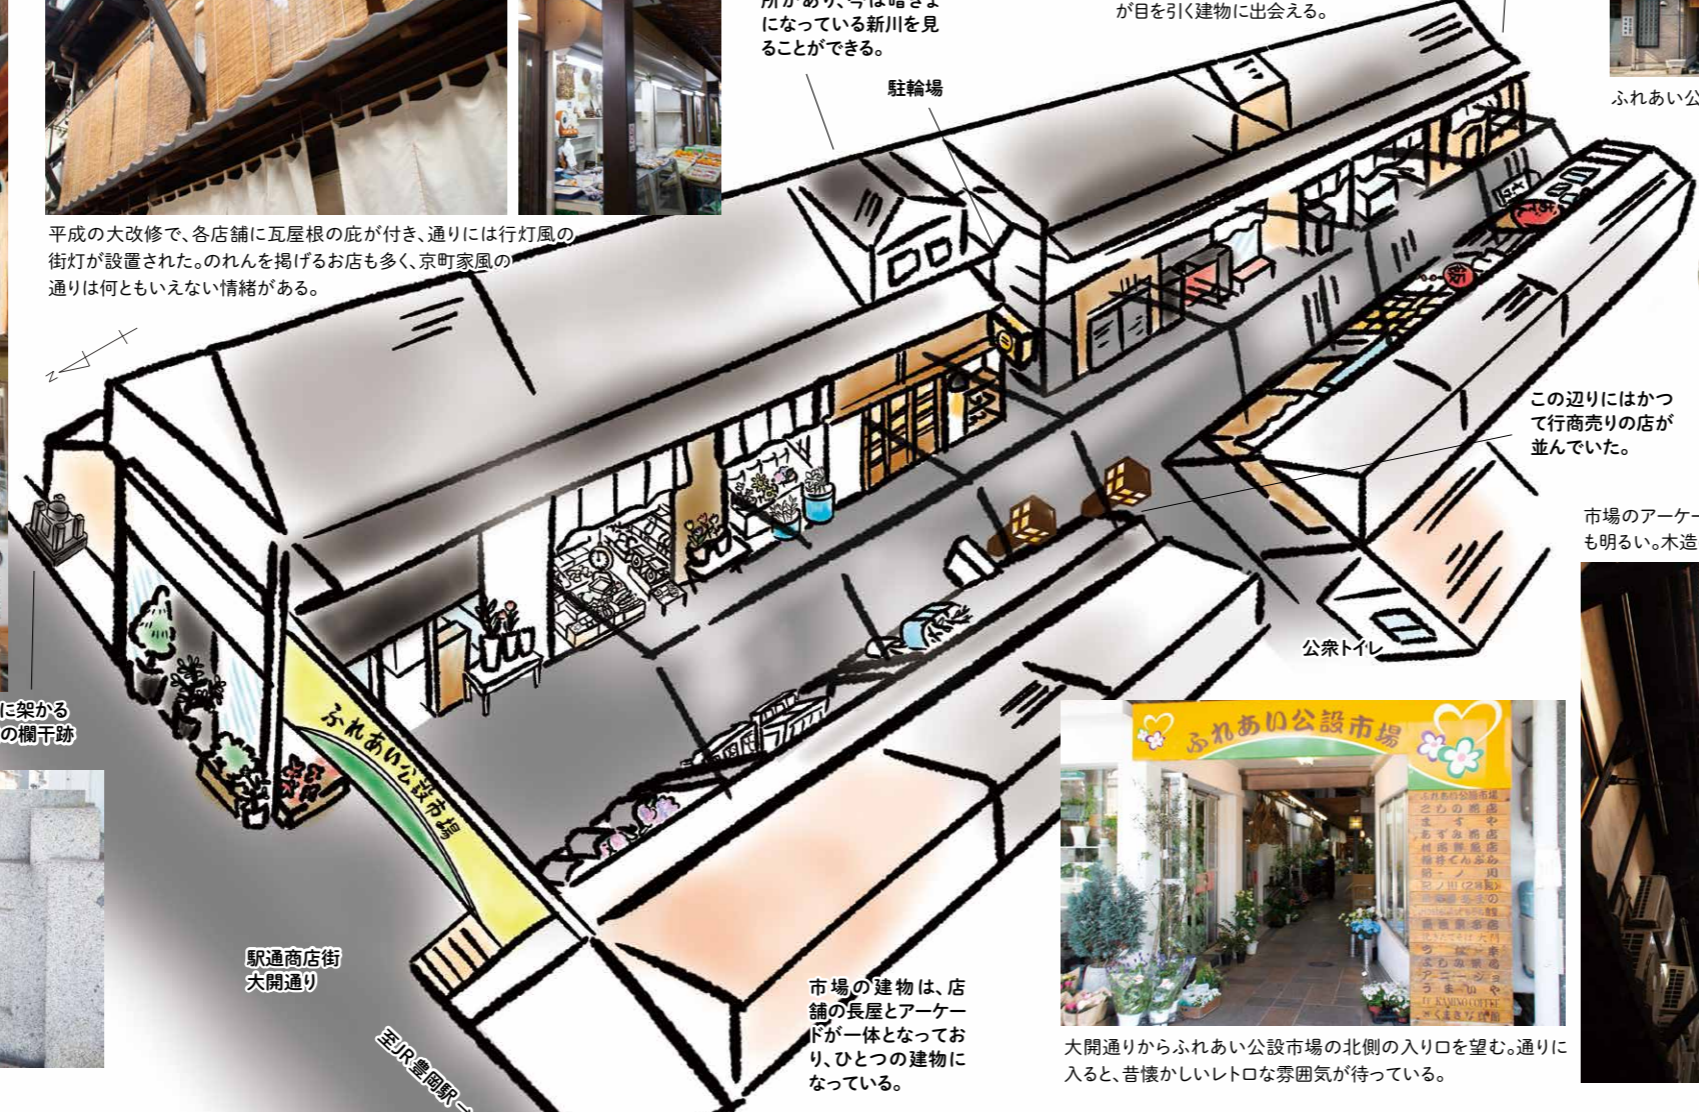 になっている新川を見
ることができる。
が目を引く建物に出会える。
駐輪場
ふれあい公
平成の大改修で、各店舗に瓦屋根の庇が付き、通りには行灯風の
街灯が設置された。のれんを掲げるお店も多く、京町家風の
通りは何ともいえない情緒がある。
N
この辺りにはかつ
て行商売りの店が
並んでいた。
市場のアーケー
も明るい。木造
公衆トイレ
に架かる
の欄干跡
ふれあい公設市場
駅通商店街
大開通り
至JR豊岡駅
市場の建物は、店
舗の長屋とアーケー
ドが一体となってお
り、ひとつの建物に
なっている。
ふれあい公設市場
ふれあい公設市場
大開通りからふれあい公設市場の北側の入り口を望む。通りに
入ると、昔懐かしいレトロな雰囲気が待っている。